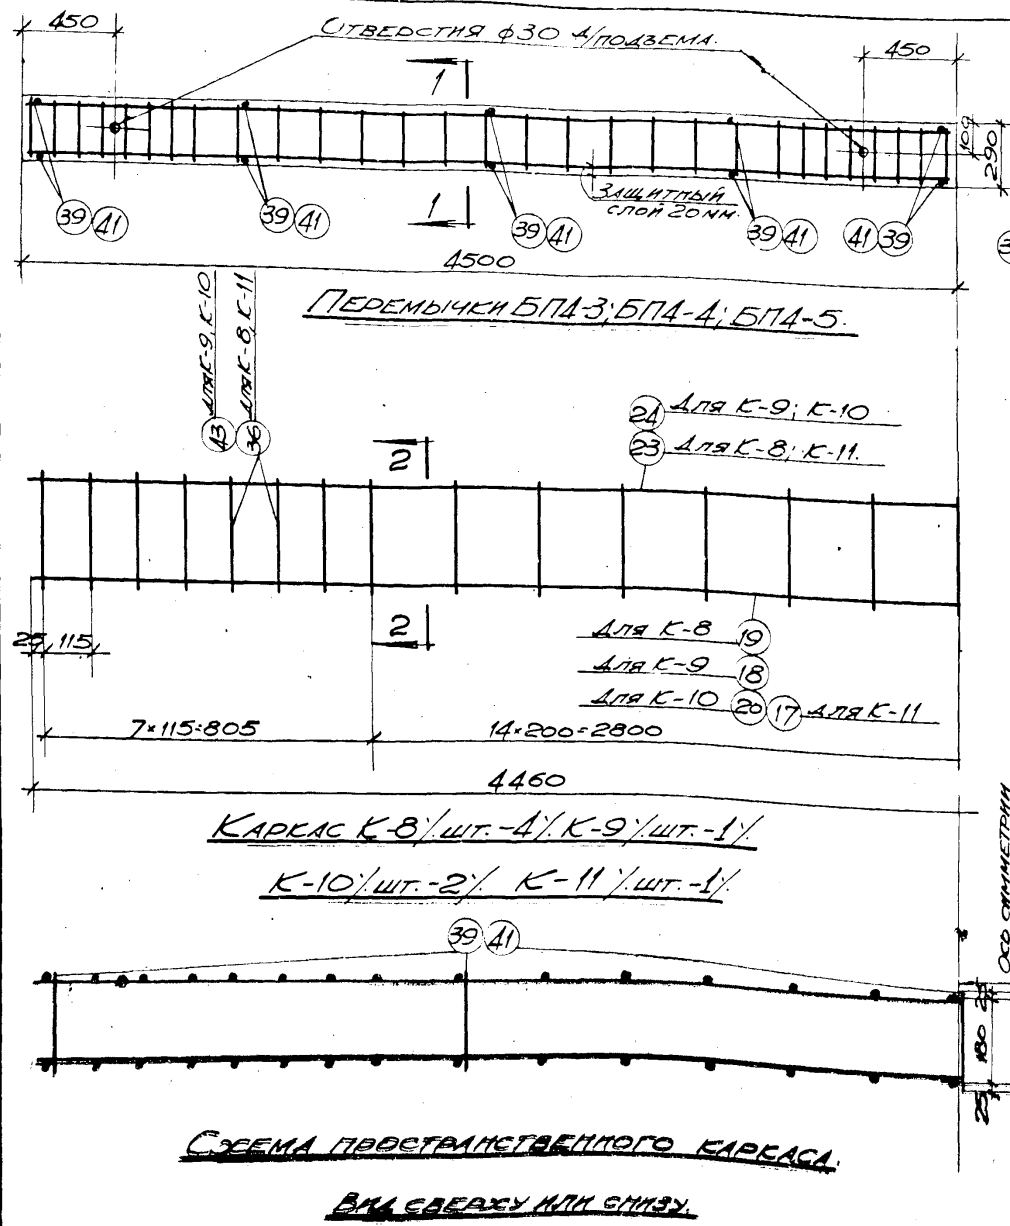 450
ОТВЕРСТИЯ ф30 Д/ПОДЪЕМА.
450
1
109
290
ЗАЩИТНЫЙ
СЛОЙ 20ММ.
1
39 41
39 41
39 41
39 41
41 39
4500
ПЕРЕМЫЧКИ БПА-3; БПА-4; БПА-5.
43 ДЛЯ К-9, К-10
36 ДЛЯ К-8, К-11
24 ДЛЯ К-9; К-10
23 ДЛЯ К-8; К-11.
2
2
25 115
ДЛЯ К-8 19
ДЛЯ К-9 18
ДЛЯ К-10 20 17 ДЛЯ К-11
7×115=805
14×200=2800
4460
КАРКАС К-8 /.ШТ.-4/. К-9 /.ШТ.-1/.
К-10 /.ШТ.-2/. К-11 /.ШТ.-1/.
ОСЬ СИММЕТРИИ
39 41
25
180
25
СХЕМА ПРОСТРАНСТВЕННОГО КАРКАСА.
ВИД СВЕРХУ ИЛИ СНИЗУ.